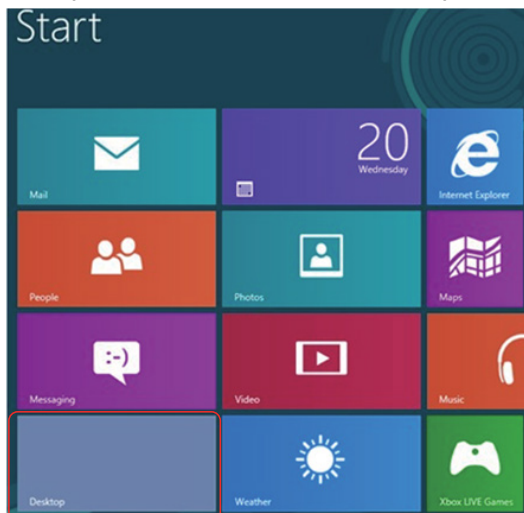 Start
20
Wednesday
Mail
Internet Explorer
People
Photos
Maps
:-)
Messaging
Video
Music
Desktop
Weather
Xbox LIVE Games